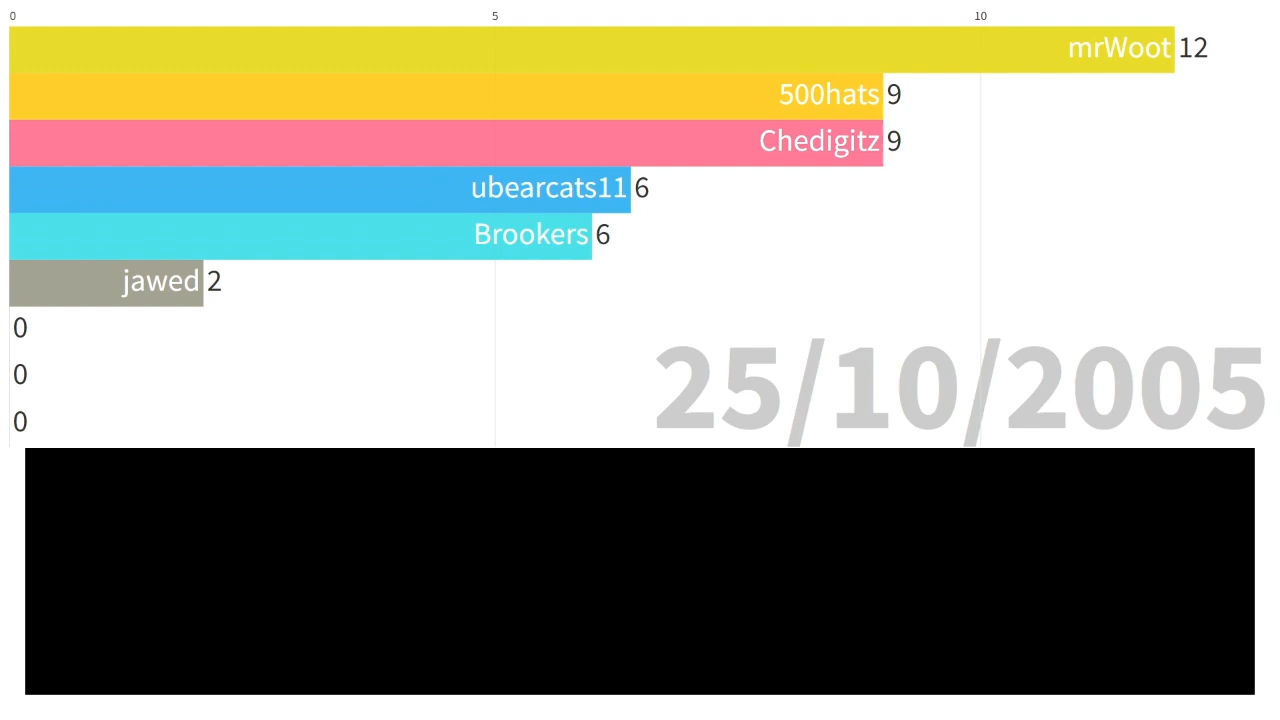 0 5 10
mrWoot 12
500hats 9
Chedigitz 9
ubearcats11 6
Brookers 6
jawed 2
0
0
0
25/10/2005